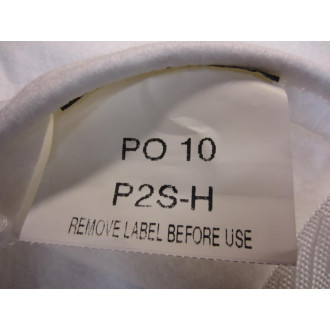 PO 10
P2S-H
REMOVE LABEL BEFORE USE